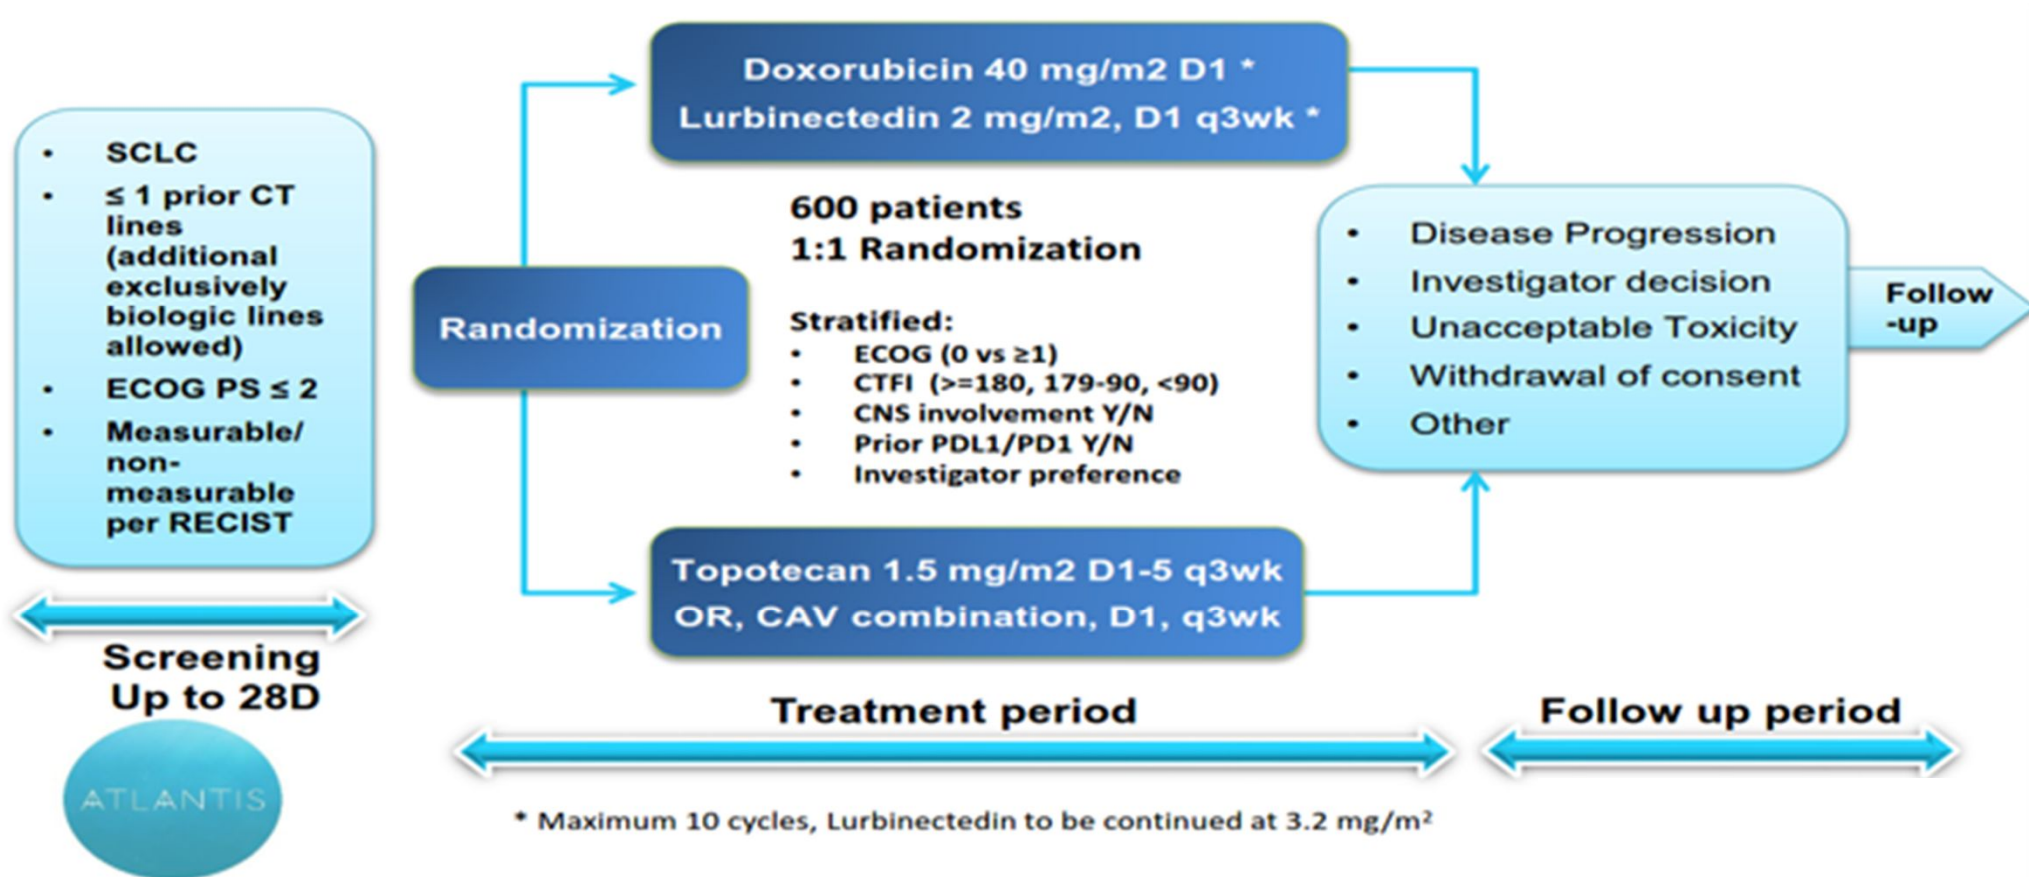 • SCLC
• ≤ 1 prior CT
lines
(additional
exclusively
biologic lines
allowed)
• ECOG PS ≤ 2
• Measurable/
non-
measurable
per RECIST
Screening
Up to 28D
ATLANTIS
Randomization
Doxorubicin 40 mg/m2 D1 *
Lurbinectedin 2 mg/m2, D1 q3wk *
600 patients
1:1 Randomization
Stratified:
• ECOG (0 vs ≥1)
• CTFI (>=180, 179-90, <90)
• CNS involvement Y/N
• Prior PDL1/PD1 Y/N
• Investigator preference
Topotecan 1.5 mg/m2 D1-5 q3wk
OR, CAV combination, D1, q3wk
Treatment period
• Disease Progression
• Investigator decision
• Unacceptable Toxicity
• Withdrawal of consent
• Other
Follow
-up
Follow up period
* Maximum 10 cycles, Lurbinectedin to be continued at 3.2 mg/m²